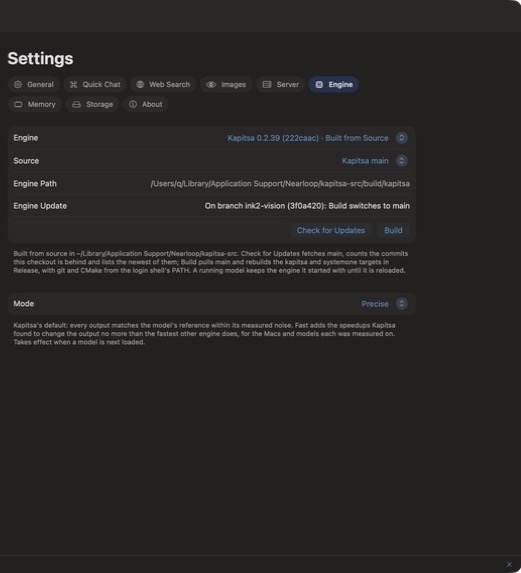 Settings
General
Quick Chat
Web Search
Images
Server
Engine
Memory
Storage
About
Engine
Kapitsa 0.2.39 (222caac) · Built from Source
Source
Kapitsa main
Engine Path
/Users/q/Library/Application Support/Nearloop/kapitsa-src/build/kapitsa
Engine Update
On branch ink2-vision (3f0a420): Build switches to main
Check for Updates
Build
Built from source in ~/Library/Application Support/Nearloop/kapitsa-src. Check for Updates fetches main, counts the commits
this checkout is behind and lists the newest of them; Build pulls main and rebuilds the kapitsa and systemone targets in
Release, with git and CMake from the login shell's PATH. A running model keeps the engine it started with until it is reloaded.
Mode
Precise
Kapitsa's default: every output matches the model's reference within its measured noise. Fast adds the speedups Kapitsa
found to change the output no more than the fastest other engine does, for the Macs and models each was measured on.
Takes effect when a model is next loaded.